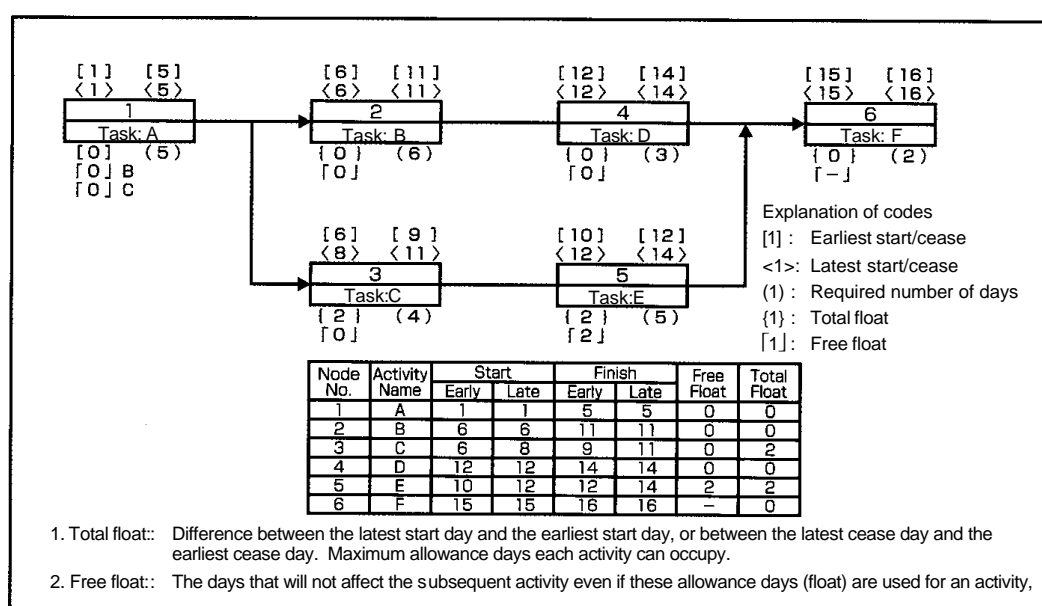 [1] [5] [6] [11] [12] [14] [15] [16]
〈1〉 〈5〉 〈6〉 〈11〉 〈12〉 〈14〉 〈15〉 〈16〉
1 2 4 6
Task: A Task: B Task: D Task: F
[0] (5) {0} (6) {0} (3) {0} (2)
「0」 B 「0」 「0」 「-」
「0」 C
Explanation of codes
[6] [9] [10] [12] [1] : Earliest start/cease
〈8〉 〈11〉 〈12〉 〈14〉 <1>: Latest start/cease
3 5 (1) : Required number of days
Task:C Task:E {1} : Total float
{2} (4) {2} (5) ⌈1⌋ : Free float
「0」 「2」
Node No. Activity Name Start Finish Free Float Total Float
Early Late Early Late
1 A 1 1 5 5 0 0
2 B 6 6 11 11 0 0
3 C 6 8 9 11 0 2
4 D 12 12 14 14 0 0
5 E 10 12 12 14 2 2
6 F 15 15 16 16 – 0
1. Total float:: Difference between the latest start day and the earliest start day, or between the latest cease day and the
earliest cease day. Maximum allowance days each activity can occupy.
2. Free float:: The days that will not affect the subsequent activity even if these allowance days (float) are used for an activity,